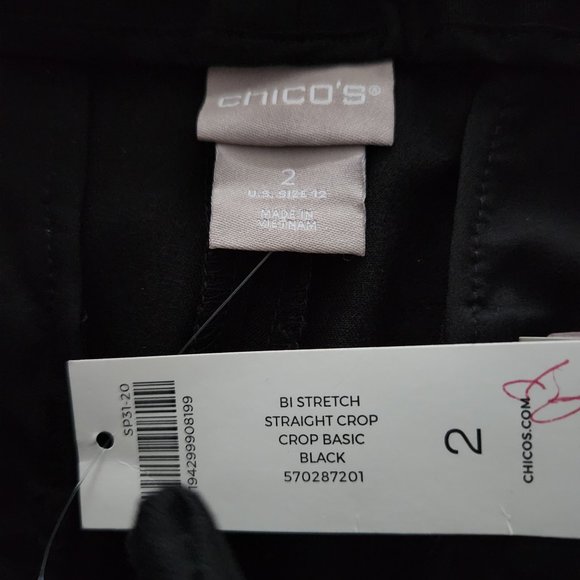 CHICO'S®
2
U.S. SIZE 12
MADE IN
VIETNAM
SP31-20
194299908199
BI STRETCH
STRAIGHT CROP
CROP BASIC
BLACK
570287201
2
CHICOS.COM